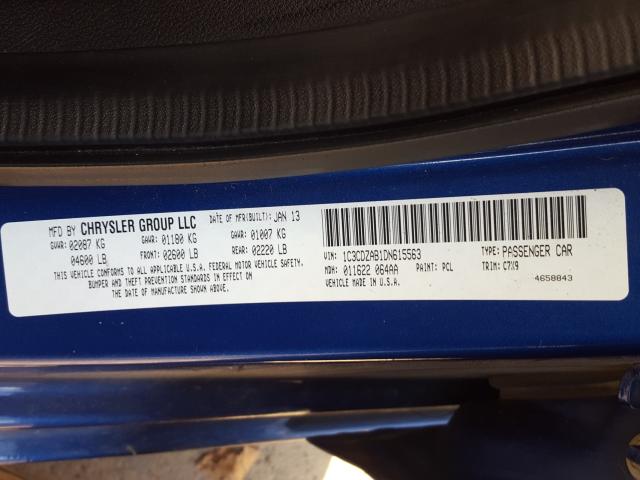 MFD BY CHRYSLER GROUP LLC DATE OF MFR(BUILT): JAN 13
GVWR: 02087 KG GAWR: 01180 KG GAWR: 01007 KG
04600 LB FRONT: 02600 LB REAR: 02220 LB
THIS VEHICLE CONFORMS TO ALL APPLICABLE U.S.A. FEDERAL MOTOR VEHICLE SAFETY,
BUMPER AND THEFT PREVENTION STANDARDS IN EFFECT ON
THE DATE OF MANUFACTURE SHOWN ABOVE.
VIN: 1C3CDZAB1DN615563 TYPE: PASSENGER CAR
MDH: 011622 064AA PAINT: PCL TRIM: C7X9
VEHICLE MADE IN U.S.A. 4658843